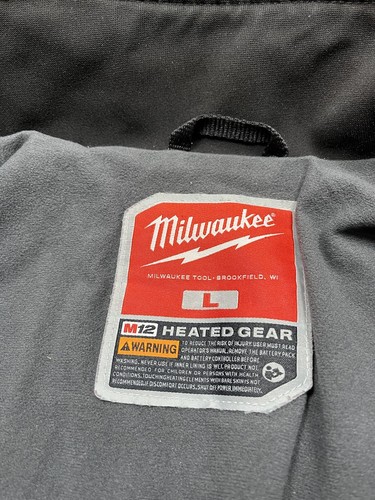 Milwaukee®
MILWAUKEE TOOL-BROOKFIELD, WI
L
M12 HEATED GEAR
WARNING TO REDUCE THE RISK OF INJURY USER MUST READ
OPERATOR'S MANUAL. REMOVE THE BATTERY PACK
AND BATTERY CONTROLLER BEFORE
WASHING. NEVER USE IF INNER LINING IS WET. PRODUCT NOT
RECOMMENDED FOR CHILDREN OR PERSONS WITH HEALTH
CONDITIONS. TOUCHING HEATING ELEMENTS WITH BARE SKIN IS NOT
RECOMMENDED. IF DISCOMFORT OCCURS, SHUT OFF POWER IMMEDIATELY.